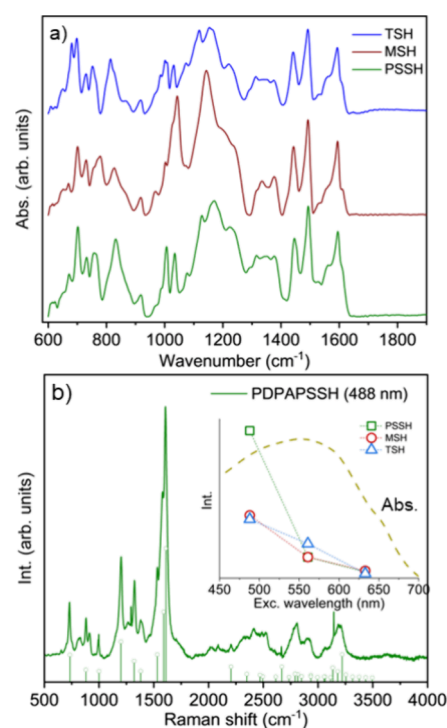 a)
TSH
MSH
PSSH
Abs. (arb. units)
600 800 1000 1200 1400 1600 1800
Wavenumber (cm⁻¹)
b)
PDPAPSSH (488 nm)
PSSH
MSH
TSH
Int.
Abs.
450 500 550 600 650 700
Exc. wavelength (nm)
Int. (arb. units)
500 1000 1500 2000 2500 3000 3500 4000
Raman shift (cm⁻¹)